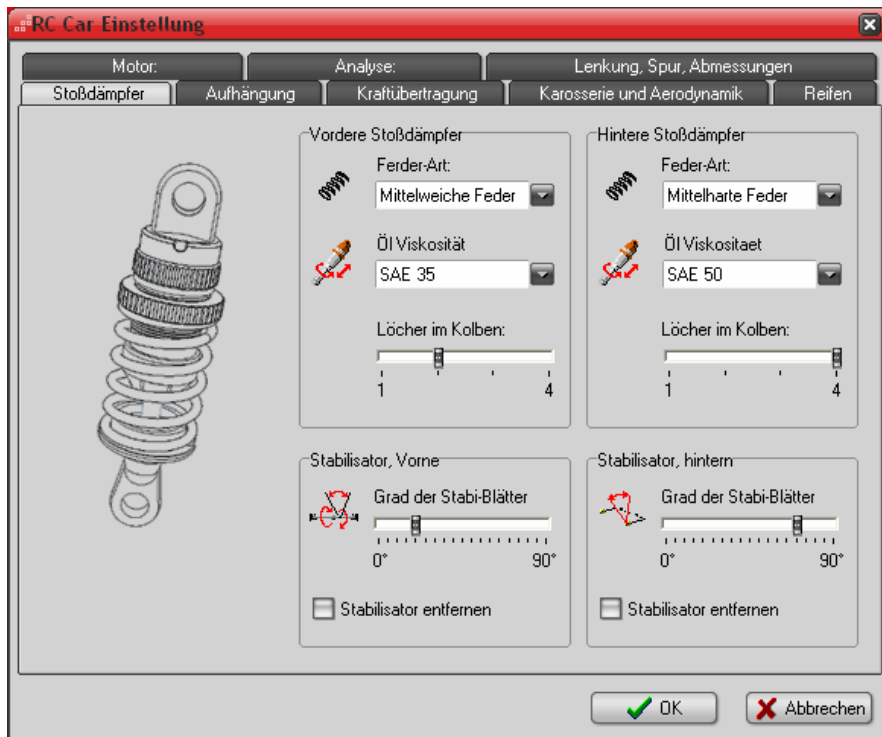 RC Car Einstellung
Motor:
Analyse:
Lenkung, Spur, Abmessungen
Stoßdämpfer
Aufhängung
Kraftübertragung
Karosserie und Aerodynamik
Reifen
Vordere Stoßdämpfer
Ferder-Art:
Mittelweiche Feder
Öl Viskosität
SAE 35
Löcher im Kolben:
1 4
Hintere Stoßdämpfer
Feder-Art:
Mittelharte Feder
Öl Viskositaet
SAE 50
Löcher im Kolben:
1 4
Stabilisator, Vorne
Grad der Stabi-Blätter
0° 90°
Stabilisator entfernen
Stabilisator, hintern
Grad der Stabi-Blätter
0° 90°
Stabilisator entfernen
OK
Abbrechen